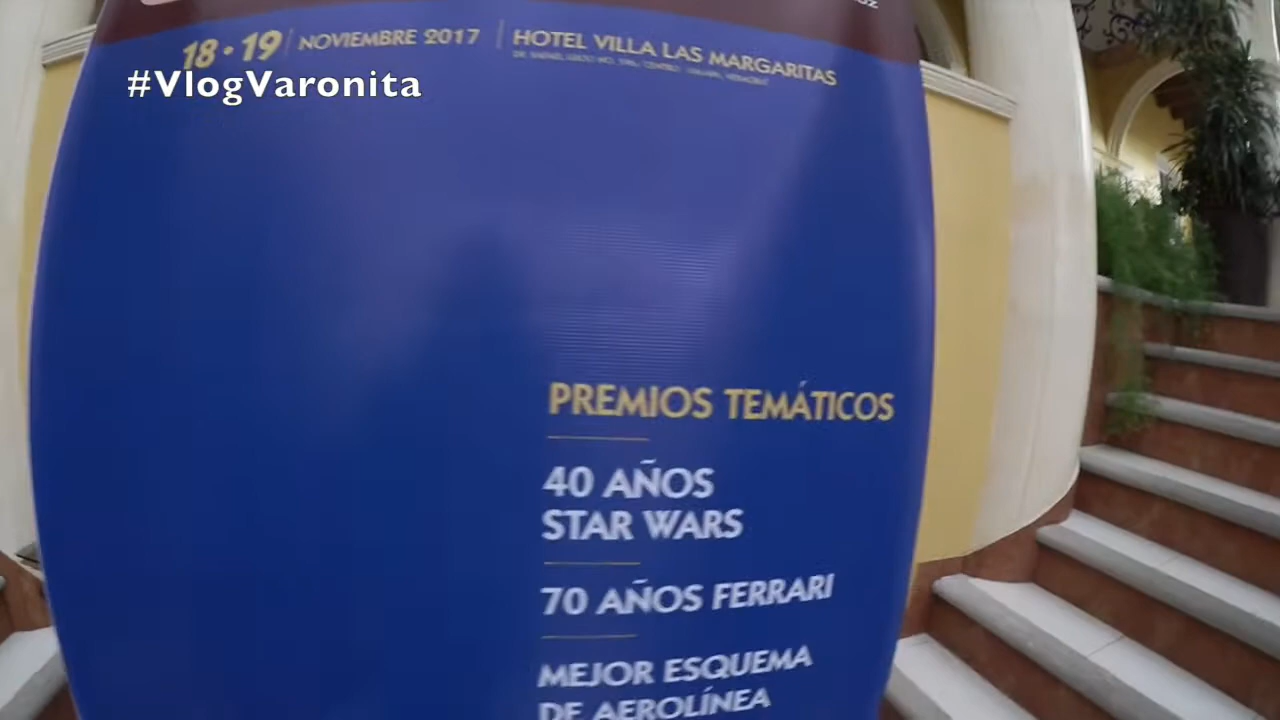 18•19 NOVIEMBRE 2017 HOTEL VILLA LAS MARGARITAS
#VlogVaronita
PREMIOS TEMÁTICOS
40 AÑOS
STAR WARS
70 AÑOS FERRARI
MEJOR ESQUEMA
DE AEROLÍNEA